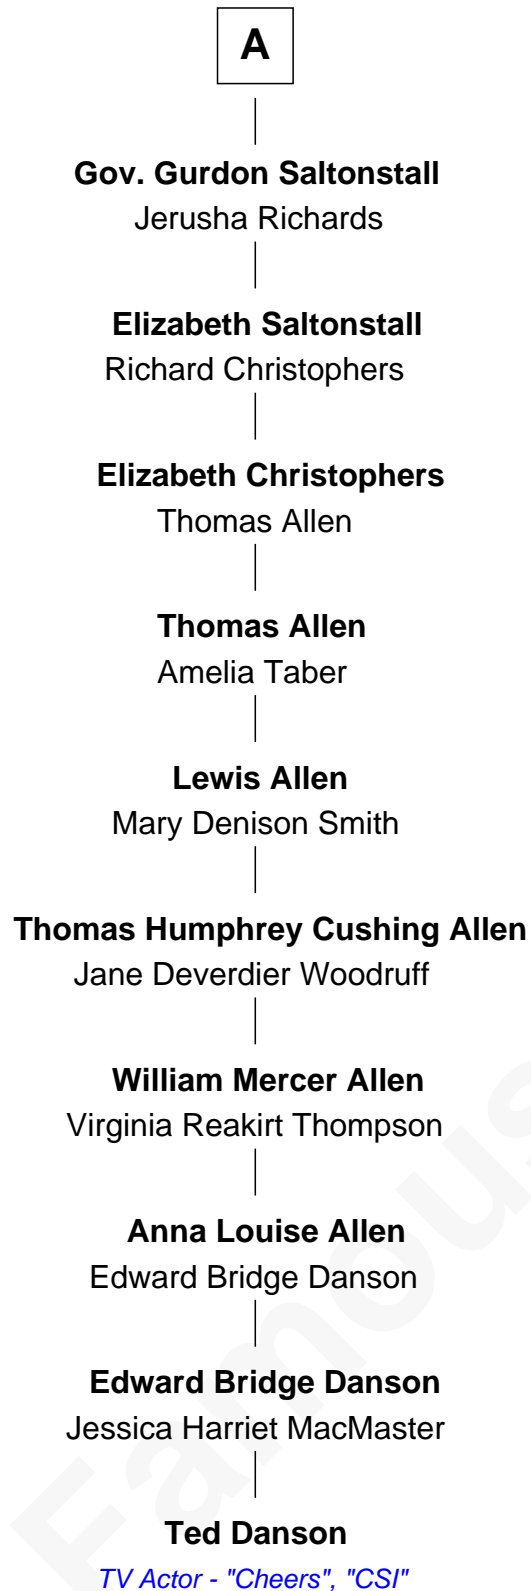 A
Gov. Gurdon Saltonstall
Jerusha Richards
Elizabeth Saltonstall
Richard Christophers
Elizabeth Christophers
Thomas Allen
Thomas Allen
Amelia Taber
Lewis Allen
Mary Denison Smith
Thomas Humphrey Cushing Allen
Jane Deverdier Woodruff
William Mercer Allen
Virginia Reakirt Thompson
Anna Louise Allen
Edward Bridge Danson
Edward Bridge Danson
Jessica Harriet MacMaster
Ted Danson
TV Actor - "Cheers", "CSI"
Famous